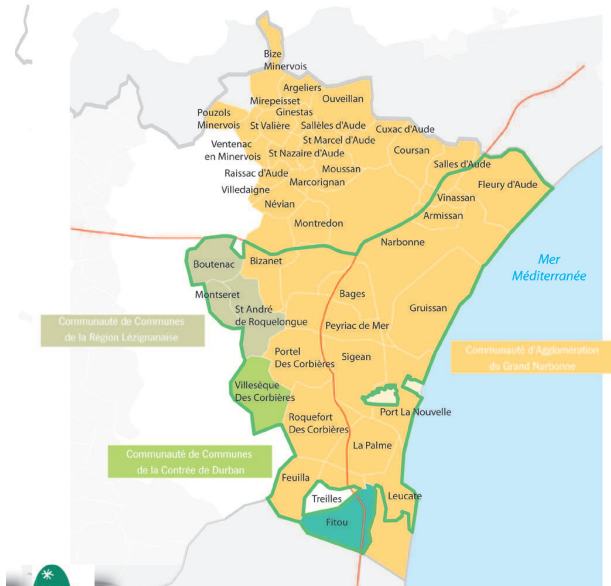 Bize
Minervois
Argeliers
Mirepeisset
Ouveillan
Pouzols
Minervois
Ginestas
St Valière
Sallèles d'Aude
Cuxac d'Aude
Ventenac
en Minervois
St Marcel d'Aude
St Nazaire d'Aude
Coursan
Salles d'Aude
Raissac d'Aude
Moussan
Marcorignan
Fleury d'Aude
Villedaigne
Vinassan
Névian
Armissan
Montredon
Narbonne
Boutenac
Bizanet
Mer
Méditerranée
Montseret
Bages
St André
de Roquelongue
Gruissan
Communauté de Communes
de la Région Lézignanaise
Peyriac de Mer
Portel
Des Corbières
Sigean
Communauté d'Agglomération
du Grand Narbonne
Villesèque
Des Corbières
Port La Nouvelle
Roquefort
Des Corbières
La Palme
Communauté de Communes
de la Contrée de Durban
Feuilla
Treilles
Leucate
Fitou